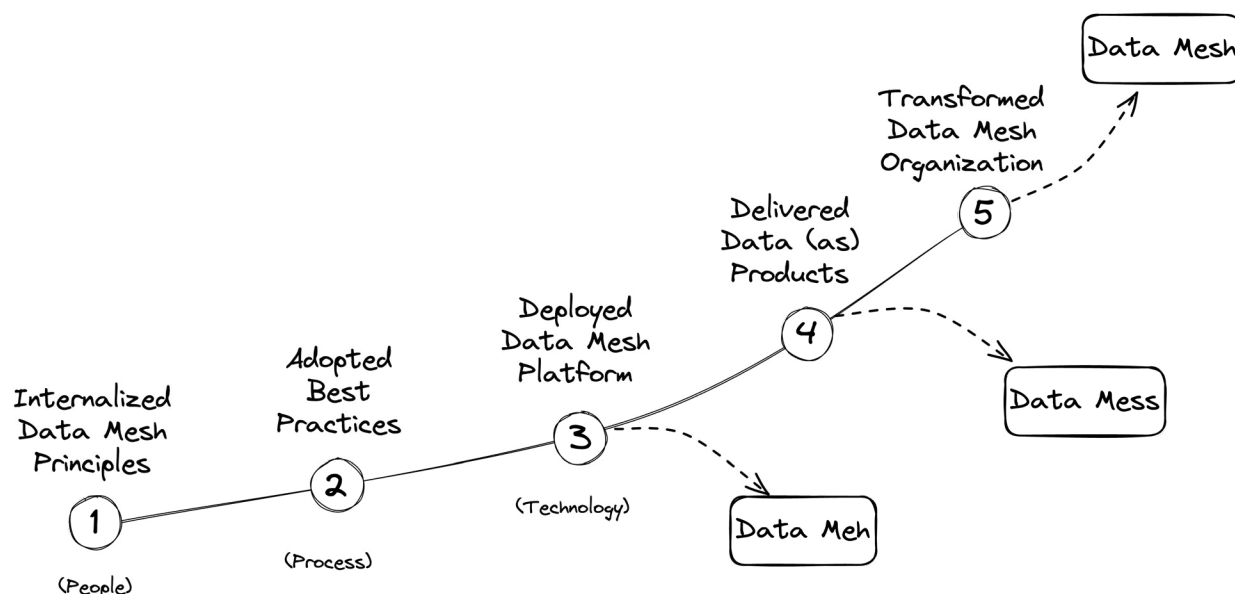 Data Mesh
Transformed
Data Mesh
Organization
5
Delivered
Data (as)
Products
4
Deployed
Data Mesh
Platform
3
(Technology)
Adopted
Best
Practices
2
(Process)
Internalized
Data Mesh
Principles
1
(People)
Data Mess
Data Meh